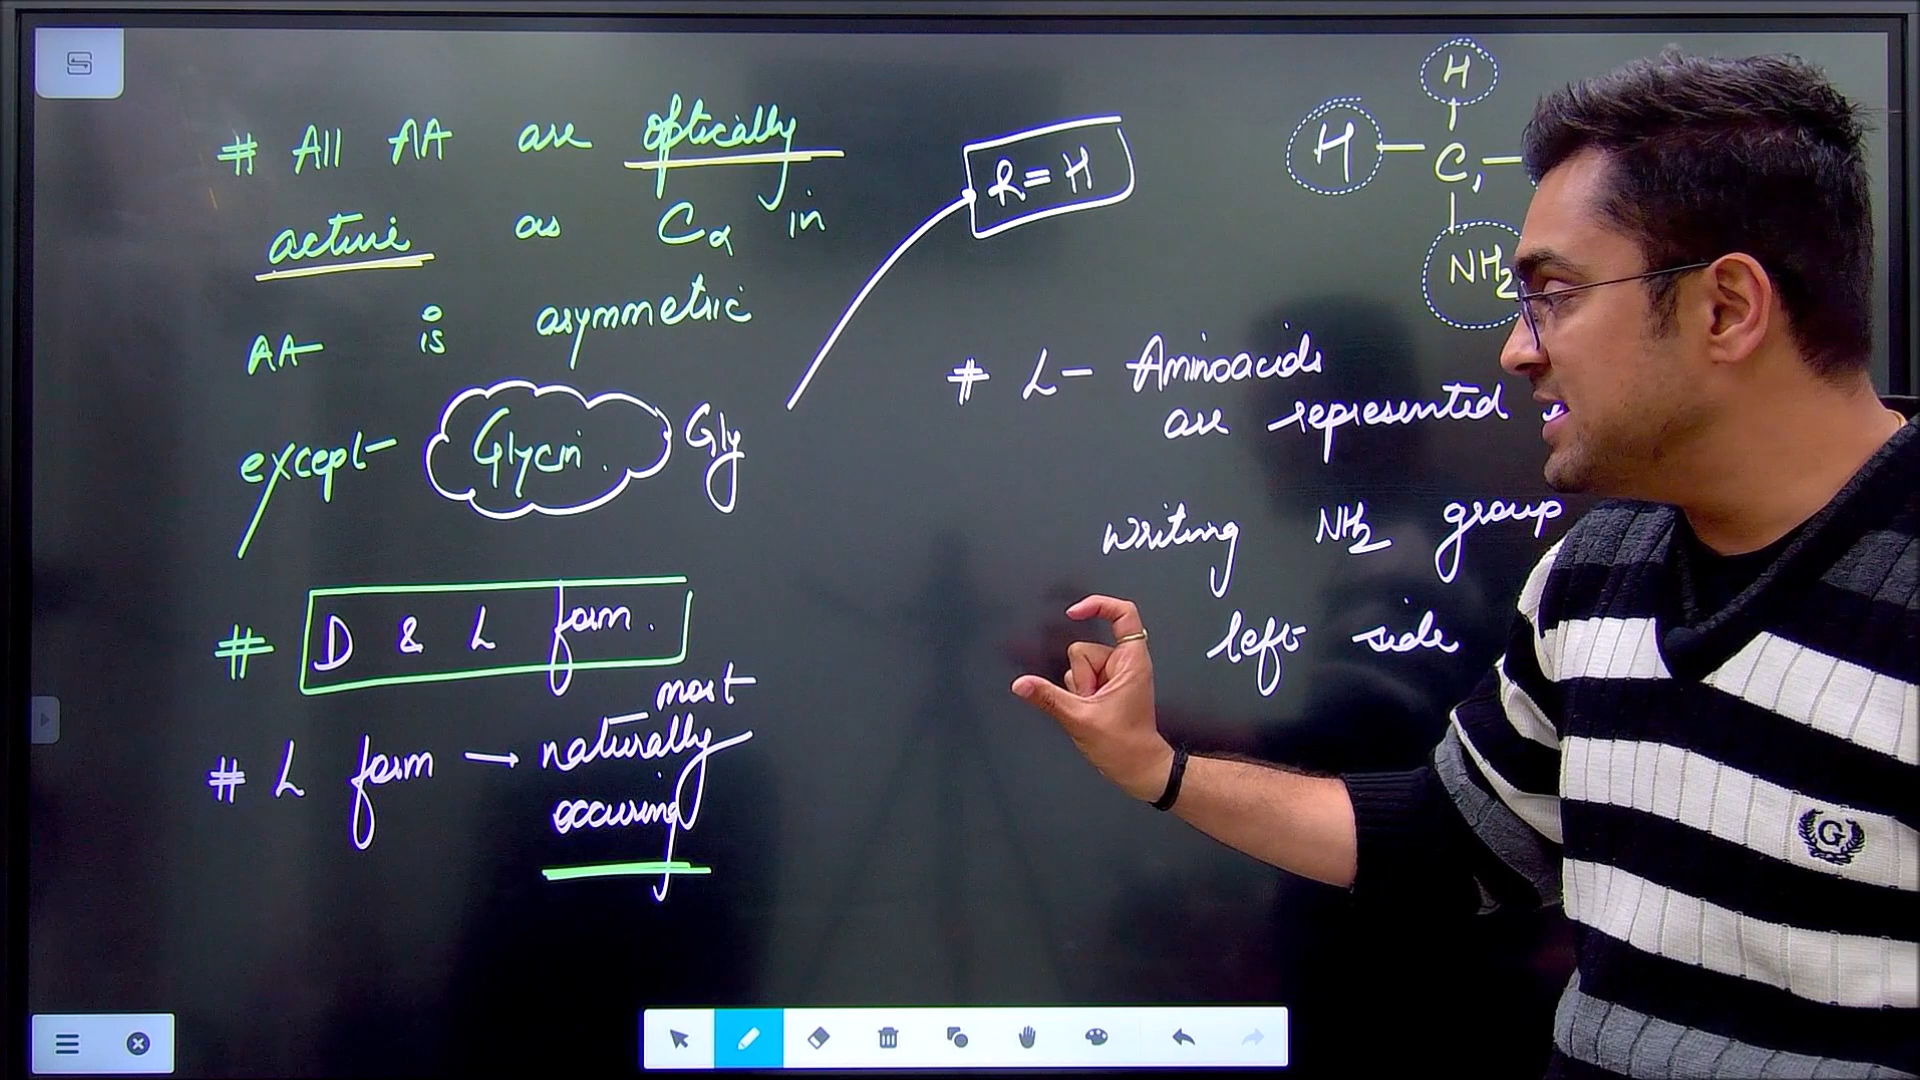 # All AA are optically
active as Cα in
AA is asymmetric
except Glycin. Gly
# D & L form.
# L form → most
naturally
occuring
R=H
H
H - C, -
NH2
# L- Aminoacids
are represented
writing NH2 group
left side
G